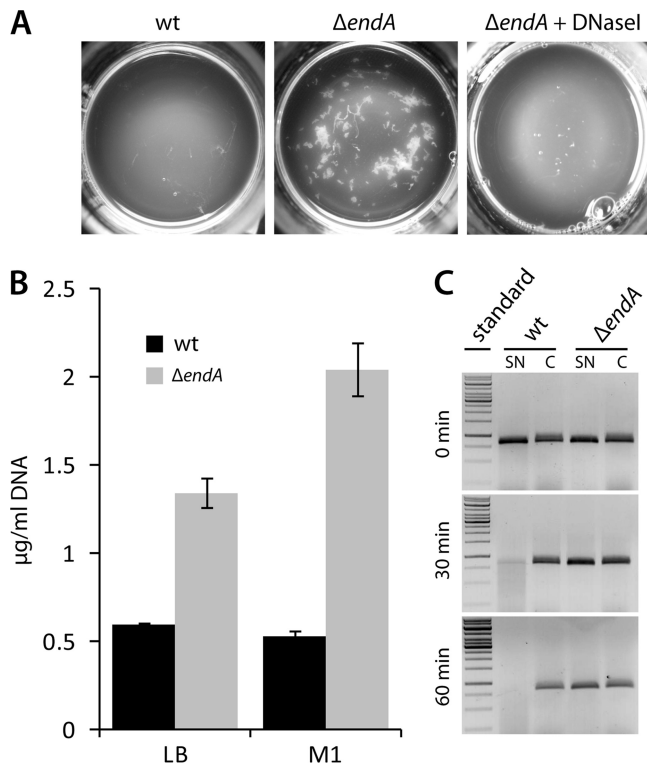 A
wt
ΔendA
ΔendA + DNaseI
B
2.5
2
1.5
1
0.5
0
μg/ml DNA
wt
ΔendA
LB
M1
C
standard
wt
ΔendA
SN C SN C
0 min
30 min
60 min